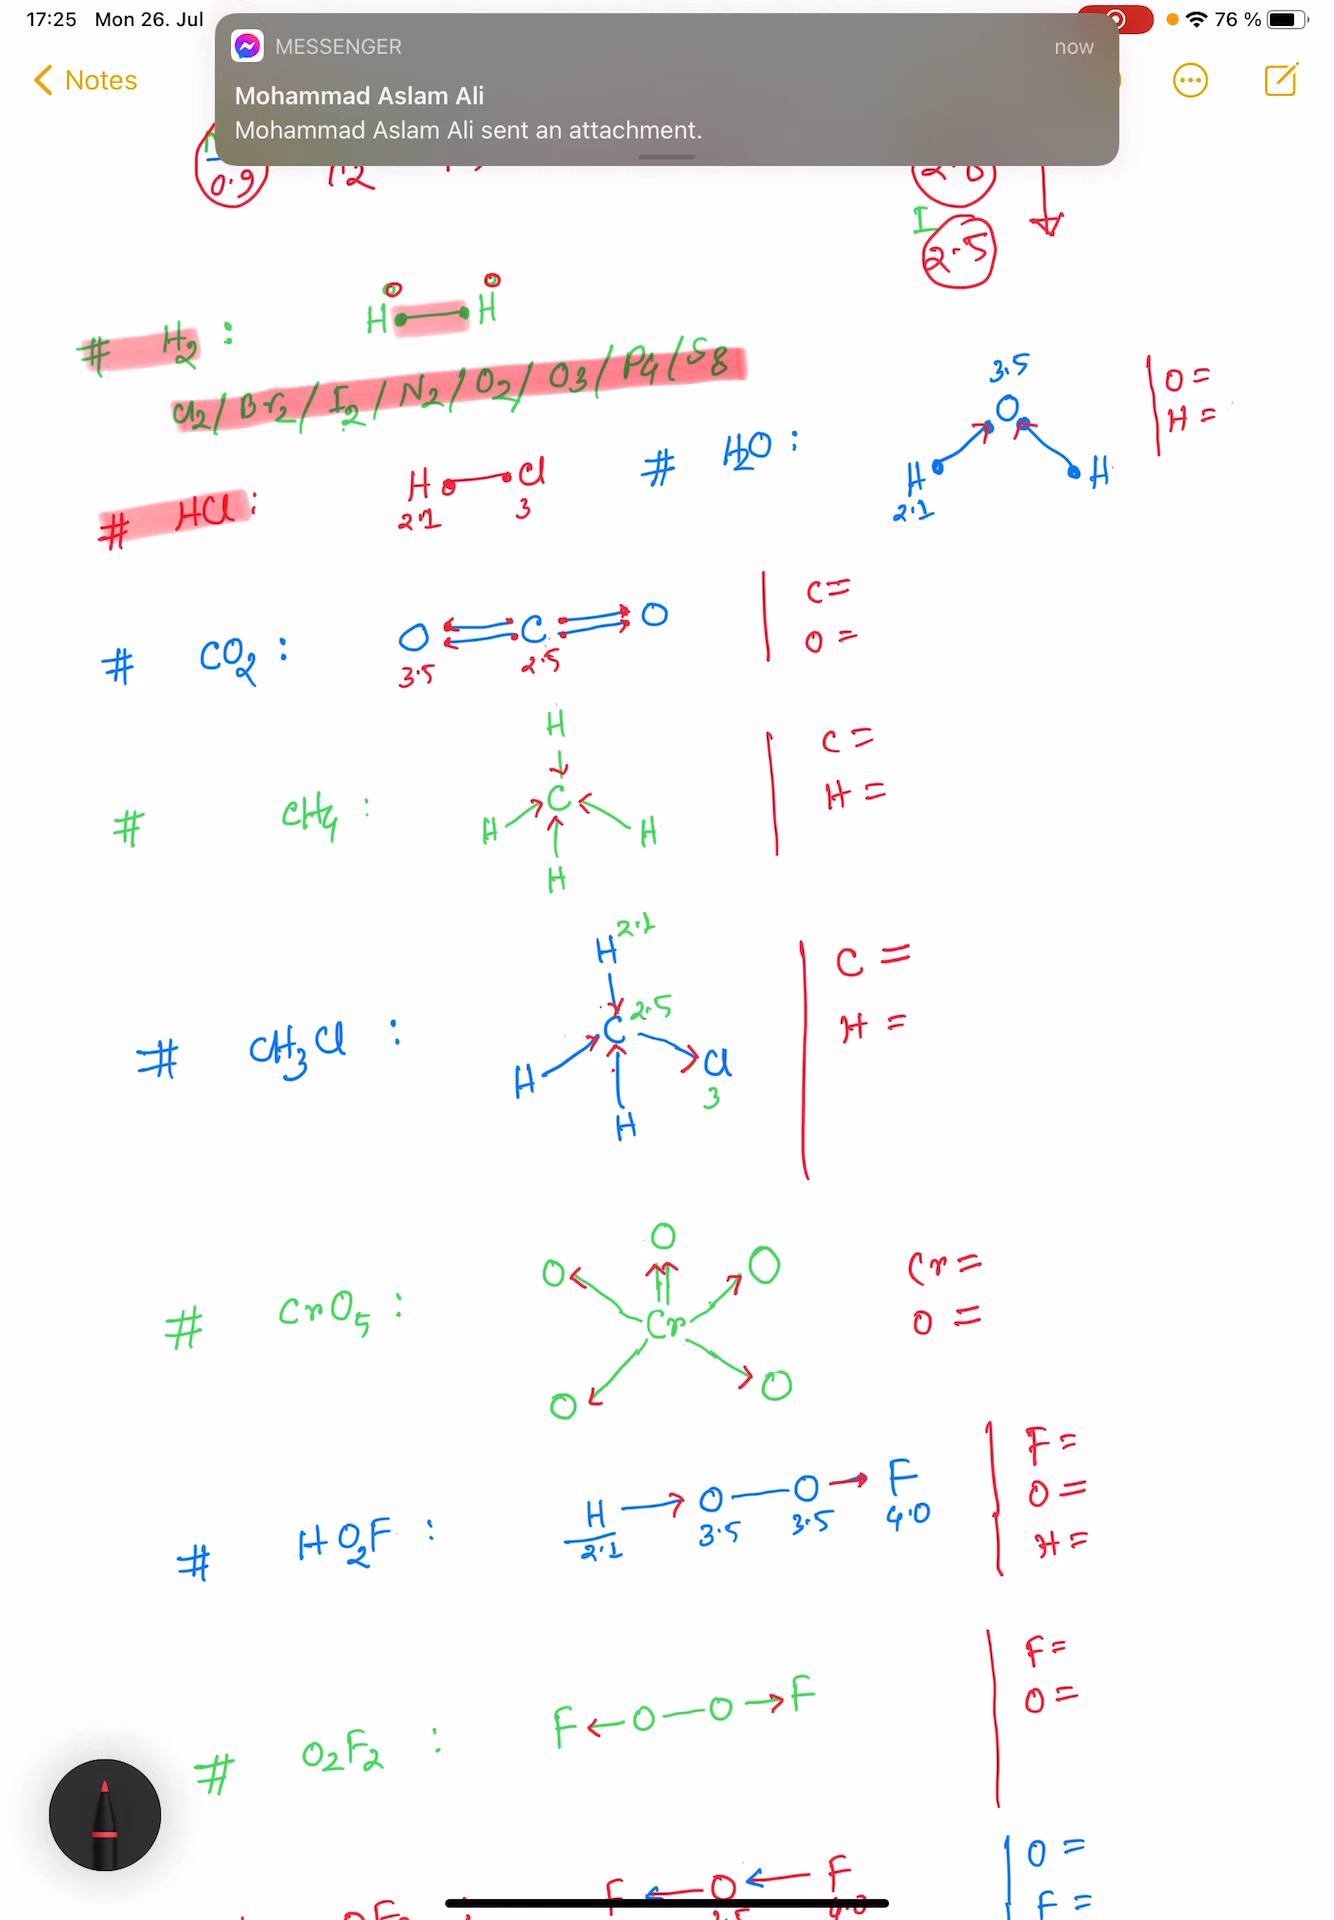 17:25 Mon 26. Jul
76 %
MESSENGER
now
Notes
Mohammad Aslam Ali
Mohammad Aslam Ali sent an attachment.
0.9
1.2
I
2.5
# H2 :
H H
Cl2 / Br2 / I2 / N2 / O2 / O3 / P4 / S8
# HCl :
H Cl
2.1 3
# H2O :
3.5
O
H H
2.1
O =
H =
# CO2 :
O C O
3.5 2.5
C =
O =
# CH4 :
H
C
H H
H
C =
H =
# CH3Cl :
H 2.1
C 2.5
H Cl
3
H
C =
H =
# CrO5 :
O
O O
Cr
O O
Cr =
O =
# HO2F :
H O O F
2.1 3.5 3.5 4.0
F =
O =
H =
# O2F2 :
F O O F
F =
O =
F O F
O =
F =